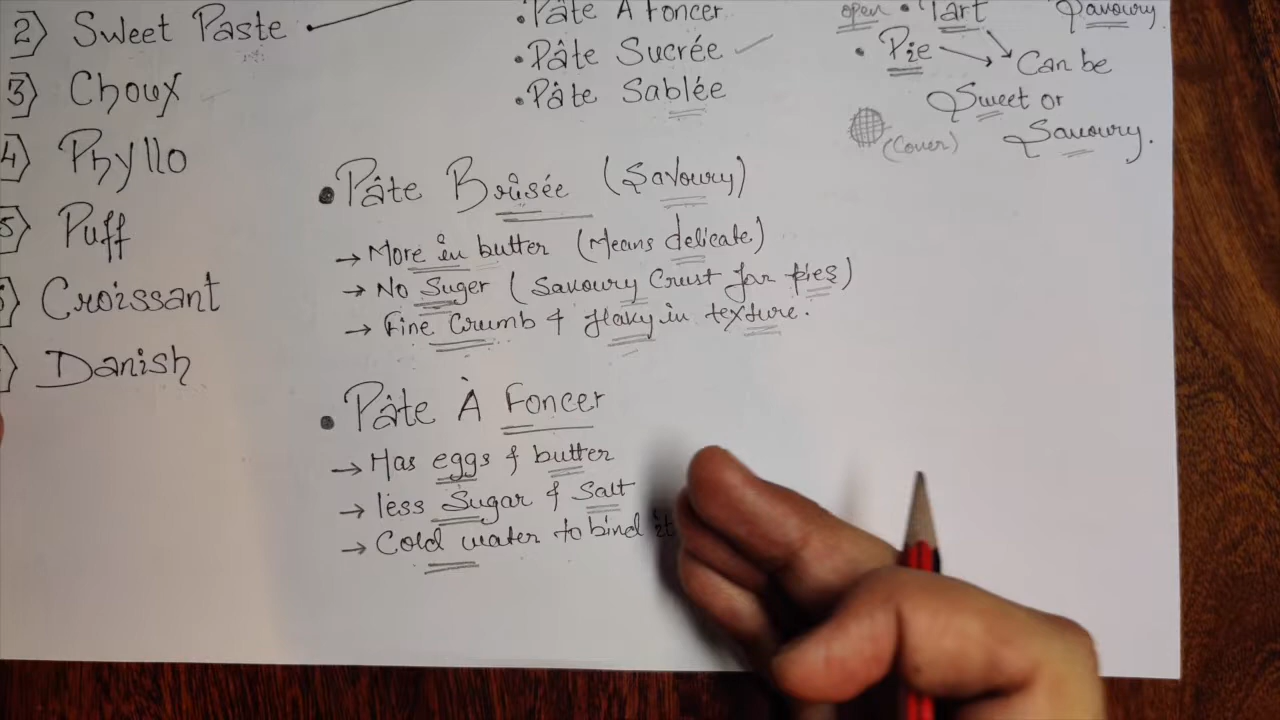 2) Sweet Paste
3) Choux
4) Phyllo
5) Puff
Croissant
Danish
• Pâte À Foncer
• Pâte Sucrée
• Pâte Sablée
open • Tart Savoury
• Pie
Can be
Sweet or
Savoury.
(Cover)
• Pâte Brisée (Savoury)
→ More in butter (Means delicate)
→ No Suger (Savoury Crust for pies)
→ Fine Crumb & flaky in texture.
• Pâte À Foncer
→ Has eggs & butter
→ less Sugar & Salt
→ Cold water to bind it